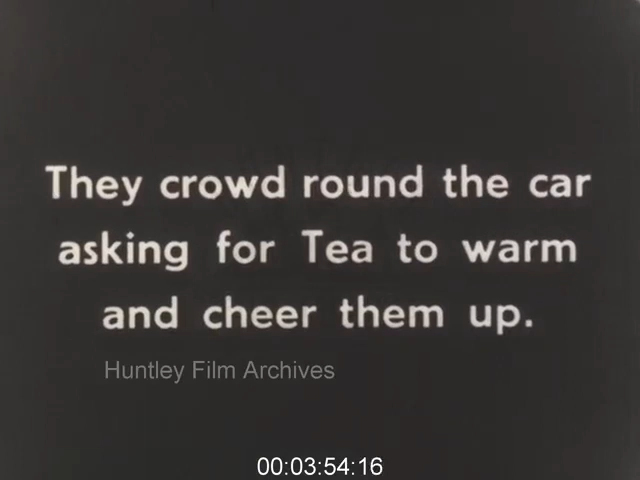 They crowd round the car
asking for Tea to warm
and cheer them up.
Huntley Film Archives
00:03:54:16